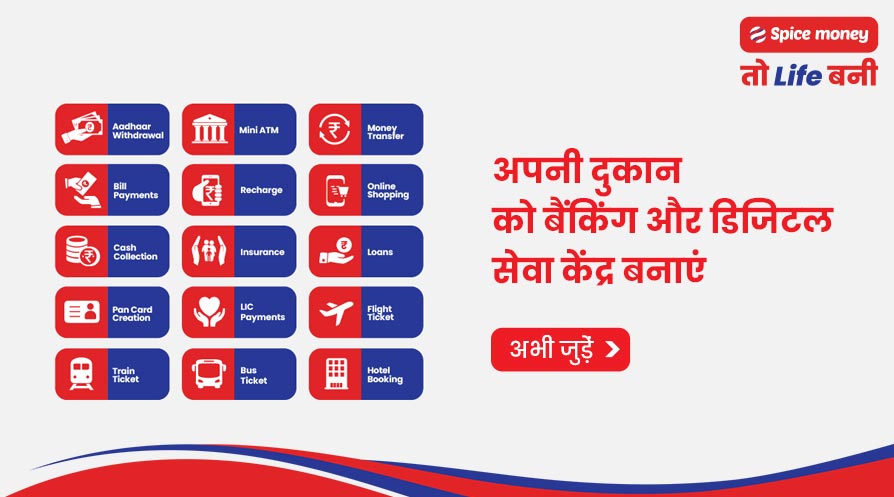 Spice money
तो Life बनी
Aadhaar
Withdrawal
Mini ATM
Money
Transfer
Bill
Payments
Recharge
Online
Shopping
Cash
Collection
Insurance
Loans
Pan Card
Creation
LIC
Payments
Flight
Ticket
Train
Ticket
Bus
Ticket
Hotel
Booking
अपनी दुकान
को बैंकिंग और डिजिटल
सेवा केंद्र बनाएं
अभी जुड़ें